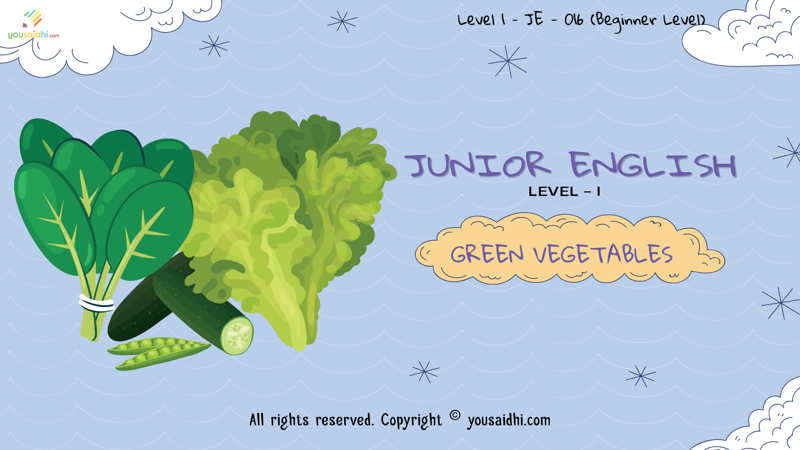 yousaidhi.com
Level 1 - JE - 016 (Beginner Level)
JUNIOR ENGLISH
LEVEL - 1
GREEN VEGETABLES
All rights reserved. Copyright © yousaidhi.com